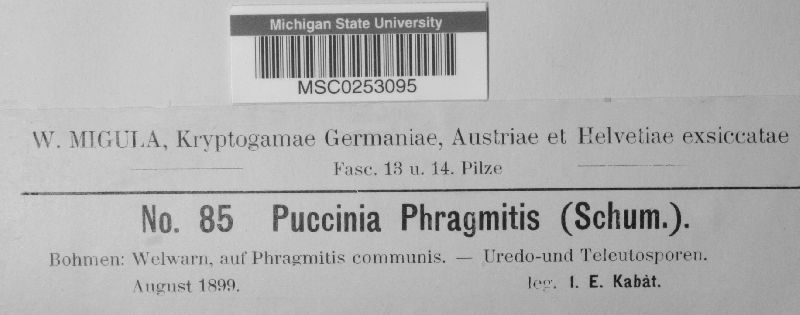 Michigan State University
MSC0253095
W. MIGULA, Kryptogamae Germaniae, Austriae et Helvetiae exsiccatae
Fasc. 13 u. 14. Pilze
No. 85 Puccinia Phragmitis (Schum.).
Bohmen: Welwarn, auf Phragmitis communis. — Uredo-und Teleutosporen.
August 1899. leg. I. E. Kabàt.